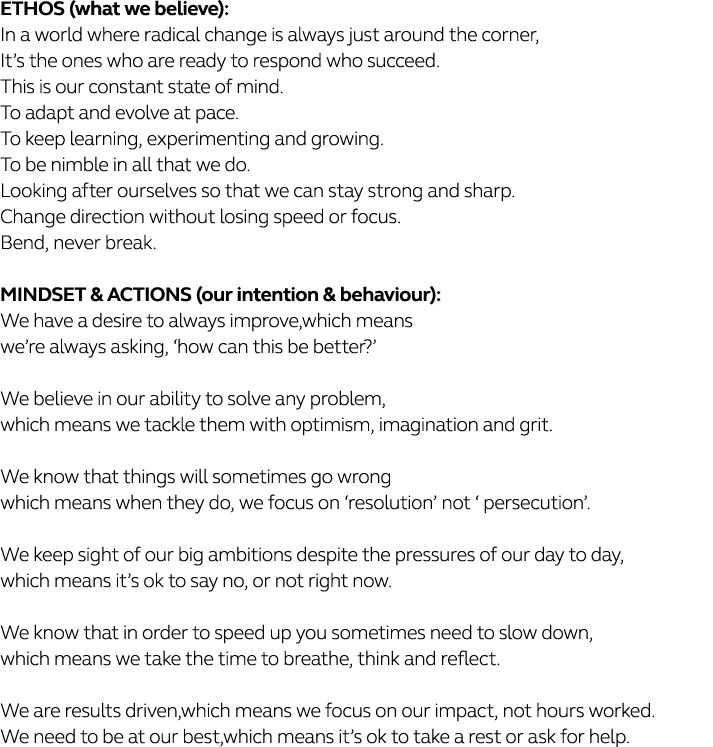 ETHOS (what we believe):
In a world where radical change is always just around the corner,
It’s the ones who are ready to respond who succeed.
This is our constant state of mind.
To adapt and evolve at pace.
To keep learning, experimenting and growing.
To be nimble in all that we do.
Looking after ourselves so that we can stay strong and sharp.
Change direction without losing speed or focus.
Bend, never break.
MINDSET & ACTIONS (our intention & behaviour):
We have a desire to always improve,which means
we’re always asking, ‘how can this be better?’
We believe in our ability to solve any problem,
which means we tackle them with optimism, imagination and grit.
We know that things will sometimes go wrong
which means when they do, we focus on ‘resolution’ not ‘ persecution’.
We keep sight of our big ambitions despite the pressures of our day to day,
which means it’s ok to say no, or not right now.
We know that in order to speed up you sometimes need to slow down,
which means we take the time to breathe, think and reflect.
We are results driven,which means we focus on our impact, not hours worked.
We need to be at our best,which means it’s ok to take a rest or ask for help.